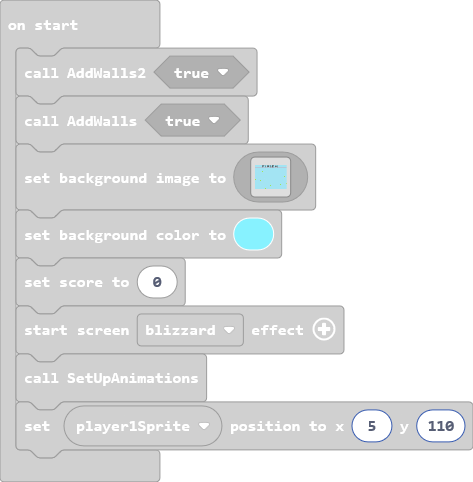 on start
call AddWalls2 true
call AddWalls true
set background image to
set background color to
set score to 0
start screen blizzard effect
call SetUpAnimations
set player1Sprite position to x 5 y 110